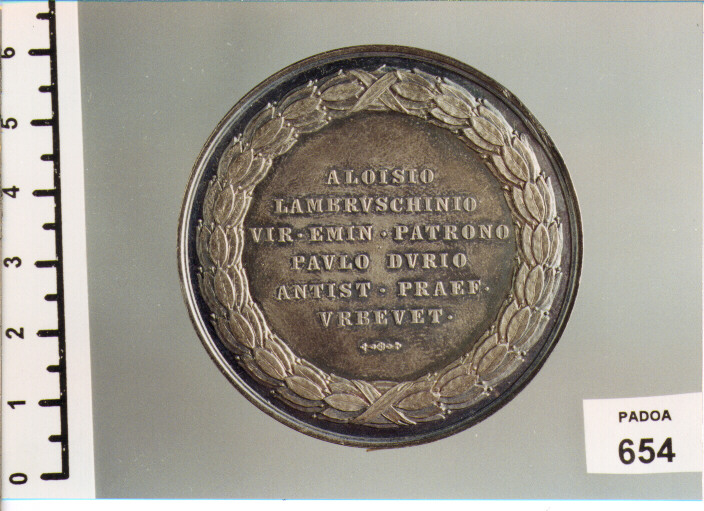 ALOISIO
LAMBRVSCHINIO
VIR·EMIN·PATRONO
PAVLO DVRIO
ANTIST·PRAEF·
VRBEVET·
PADOA
654
0
1
2
3
4
5
6